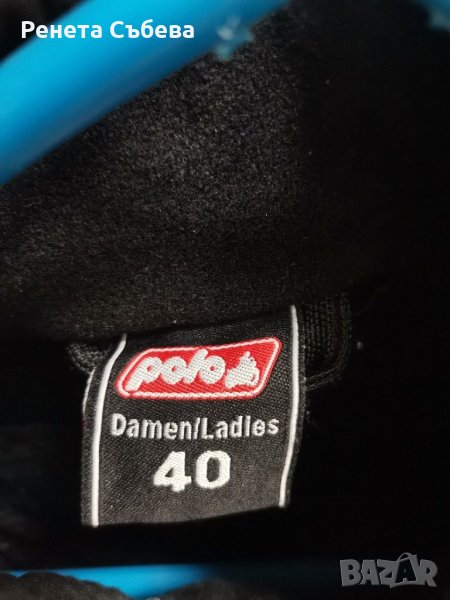 Ренета Събева
polo
Damen/Ladies
40
BAZAR